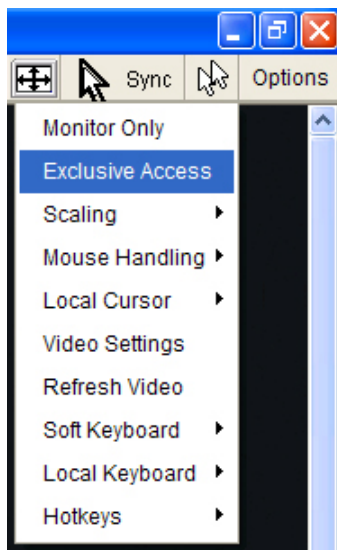 Sync Options
Monitor Only
Exclusive Access
Scaling
Mouse Handling
Local Cursor
Video Settings
Refresh Video
Soft Keyboard
Local Keyboard
Hotkeys